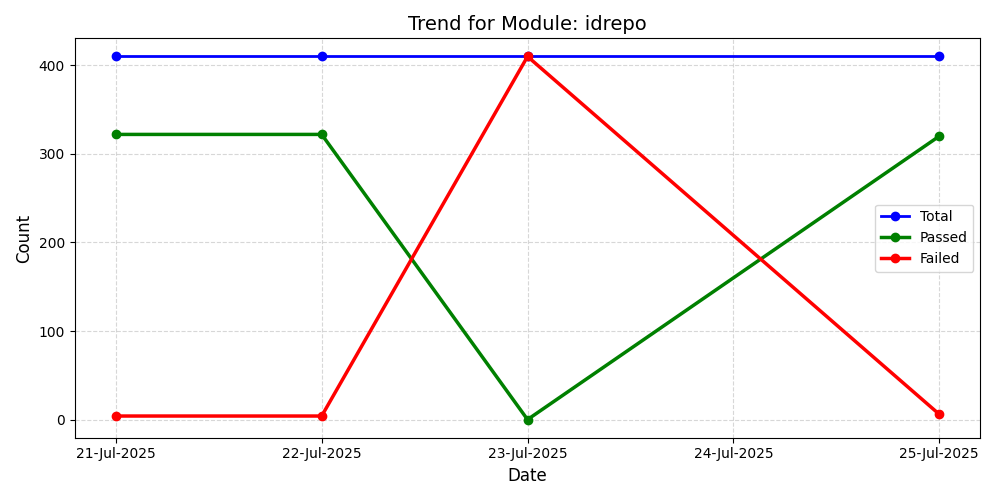 Trend for Module: idrepo
Count
400
300
200
100
0
Total
Passed
Failed
21-Jul-2025
22-Jul-2025
23-Jul-2025
24-Jul-2025
25-Jul-2025
Date